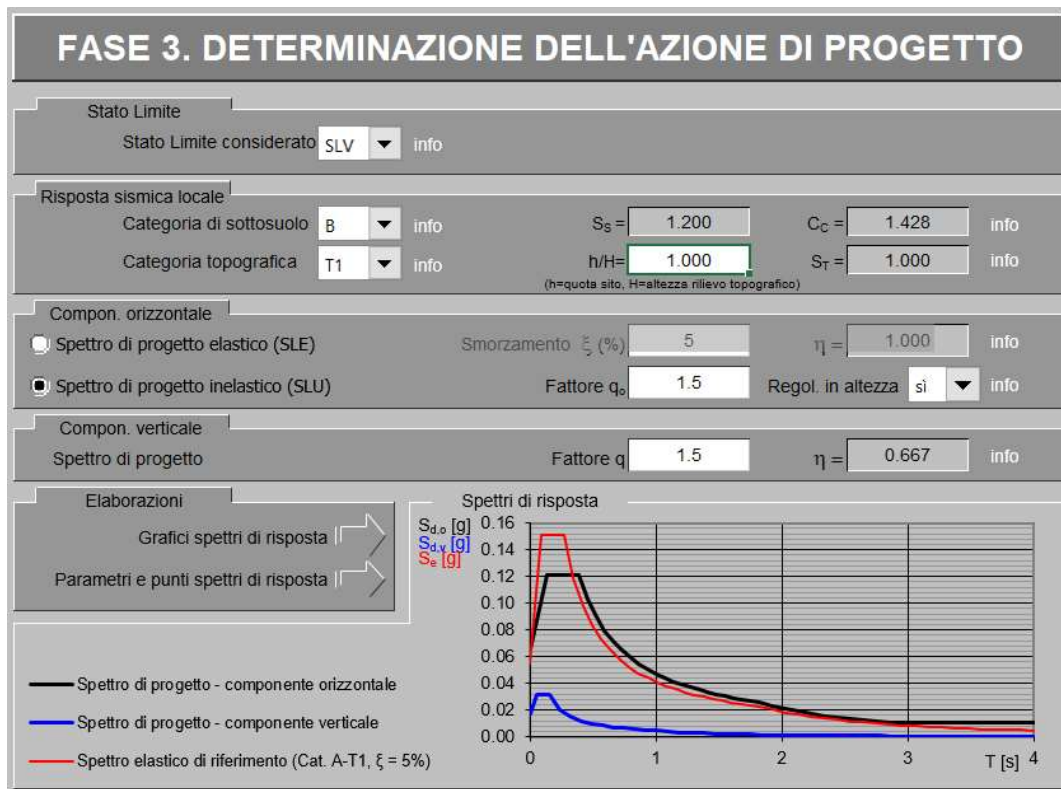 FASE 3. DETERMINAZIONE DELL'AZIONE DI PROGETTO
Stato Limite
Stato Limite considerato SLV info
Risposta sismica locale
Categoria di sottosuolo B info S_S = 1.200 C_C = 1.428 info
Categoria topografica T1 info h/H= 1.000 S_T = 1.000 info
(h=quota sito, H=altezza rilievo topografico)
Compon. orizzontale
Spettro di progetto elastico (SLE) Smorzamento ξ (%) 5 η = 1.000 info
Spettro di progetto inelastico (SLU) Fattore q_o 1.5 Regol. in altezza sì info
Compon. verticale
Spettro di progetto Fattore q 1.5 η = 0.667 info
Elaborazioni
Grafici spettri di risposta
Parametri e punti spettri di risposta
Spettri di risposta
S_d,o [g]
S_d,v [g]
S_e [g]
0.16
0.14
0.12
0.10
0.08
0.06
0.04
0.02
0.00
0 1 2 3 T [s] 4
Spettro di progetto - componente orizzontale
Spettro di progetto - componente verticale
Spettro elastico di riferimento (Cat. A-T1, ξ = 5%)